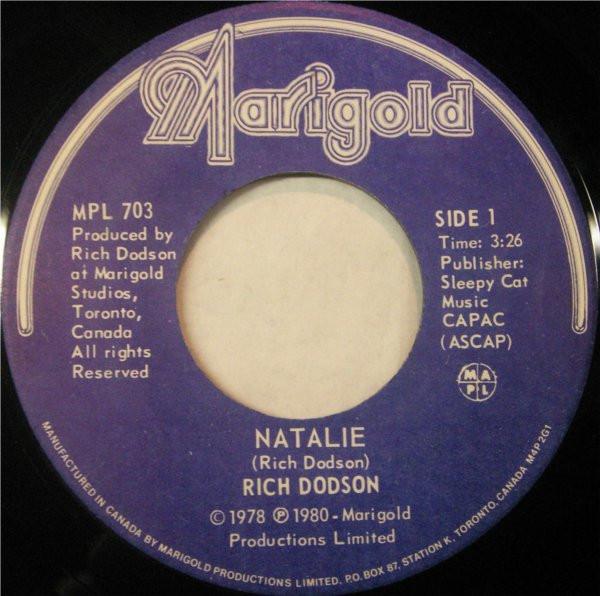 Marigold
MPL 703
Produced by
Rich Dodson
at Marigold
Studios,
Toronto,
Canada
All rights
Reserved
SIDE 1
Time: 3:26
Publisher:
Sleepy Cat
Music
CAPAC
(ASCAP)
M A
P L
NATALIE
(Rich Dodson)
RICH DODSON
© 1978 ℗ 1980 - Marigold
Productions Limited
MANUFACTURED IN CANADA BY MARIGOLD PRODUCTIONS LIMITED. P.O. BOX 87, STATION K, TORONTO, CANADA M4P 2G1